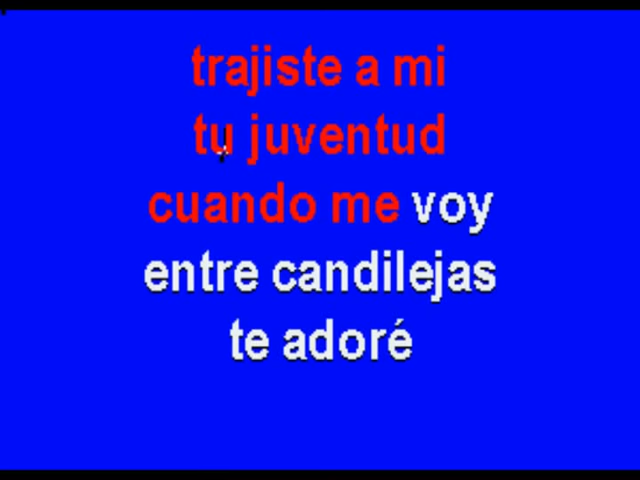 trajiste a mi
tu juventud
cuando me voy
entre candilejas
te adoré